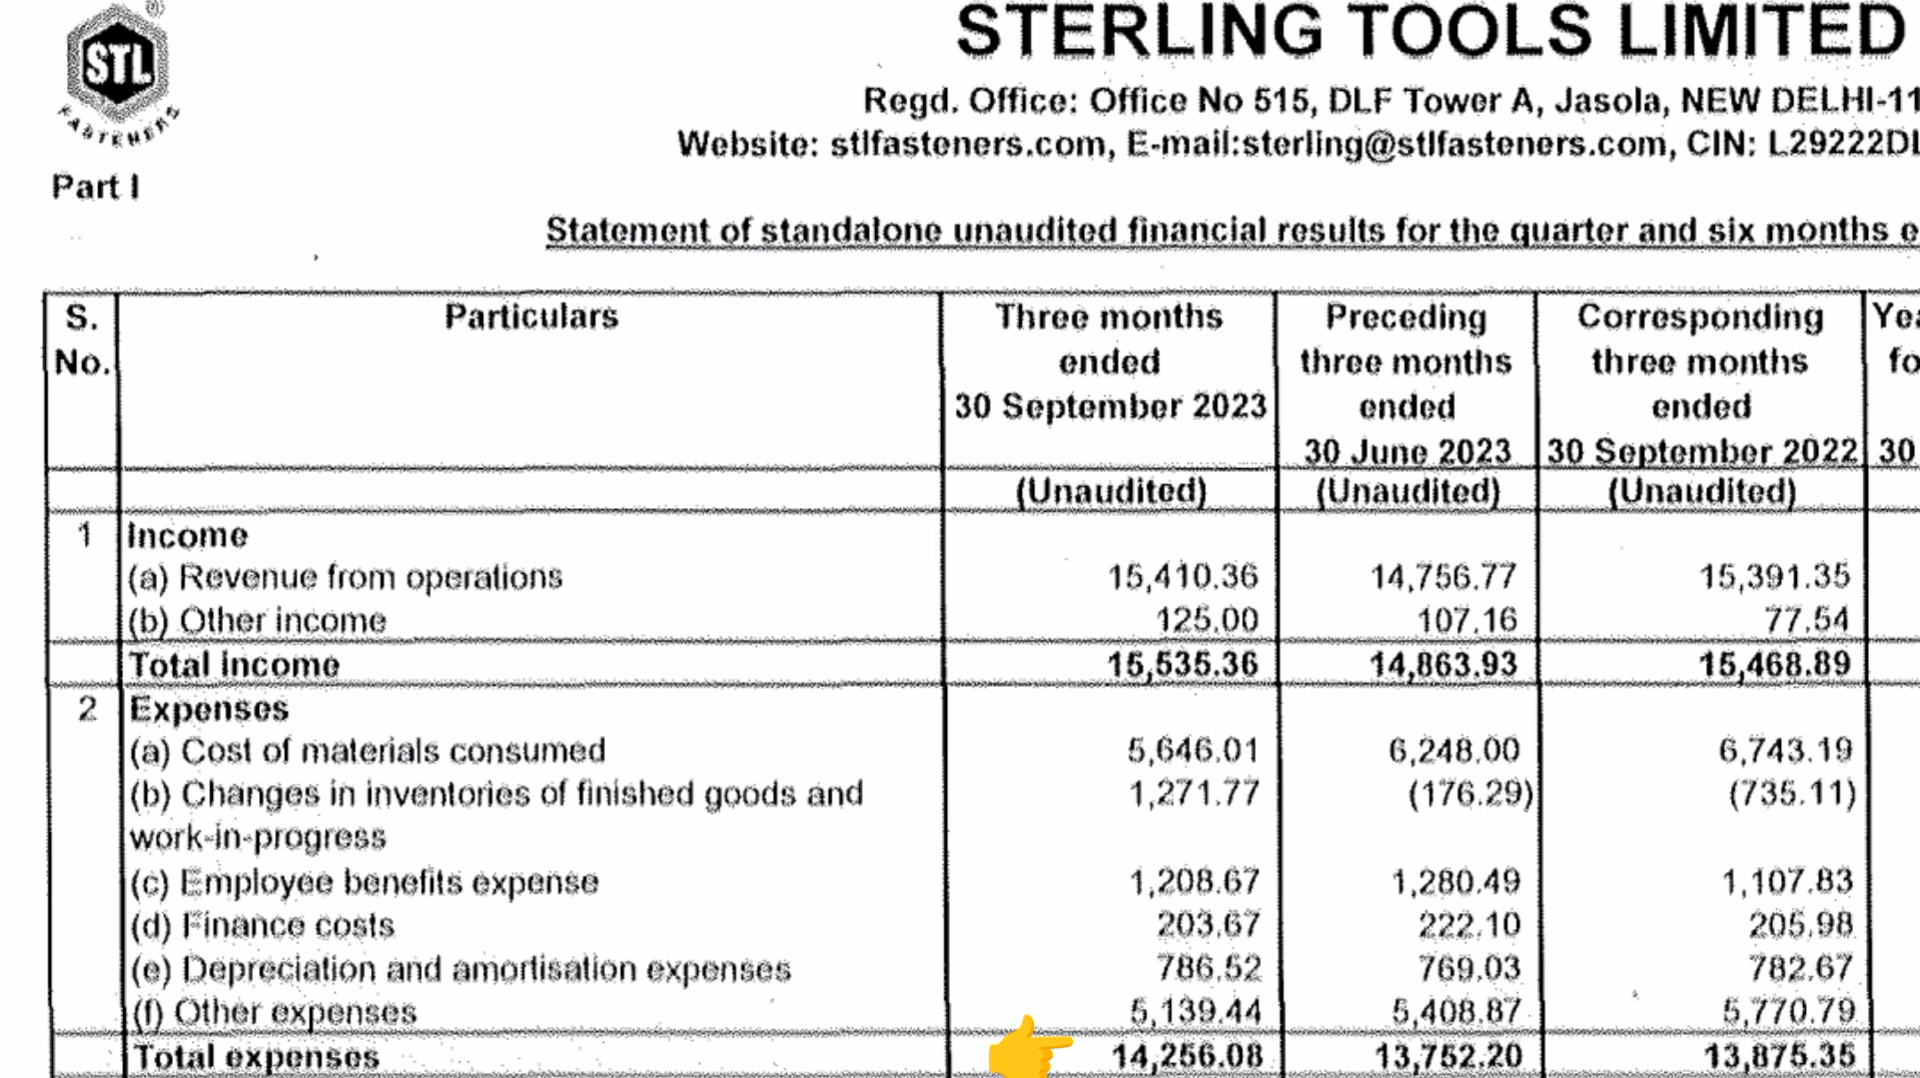 STL
FASTENERS
STERLING TOOLS LIMITED
Regd. Office: Office No 515, DLF Tower A, Jasola, NEW DELHI-11
Website: stlfasteners.com, E-mail:sterling@stlfasteners.com, CIN: L29222DL
Part I
Statement of standalone unaudited financial results for the quarter and six months e
S. No. Particulars Three months ended 30 September 2023 Preceding three months ended 30 June 2023 Corresponding three months ended 30 September 2022 30
(Unaudited) (Unaudited) (Unaudited)
1 Income
(a) Revenue from operations 15,410.36 14,756.77 15,391.35
(b) Other income 125.00 107.16 77.54
Total income 15,535.36 14,863.93 15,468.89
2 Expenses
(a) Cost of materials consumed 5,646.01 6,248.00 6,743.19
(b) Changes in inventories of finished goods and 1,271.77 (176.29) (735.11)
work-in-progress
(c) Employee benefits expense 1,208.67 1,280.49 1,107.83
(d) Finance costs 203.67 222.10 205.98
(e) Depreciation and amortisation expenses 786.52 769.03 782.67
(f) Other expenses 5,139.44 5,408.87 5,770.79
Total expenses 14,256.08 13,752.20 13,875.35